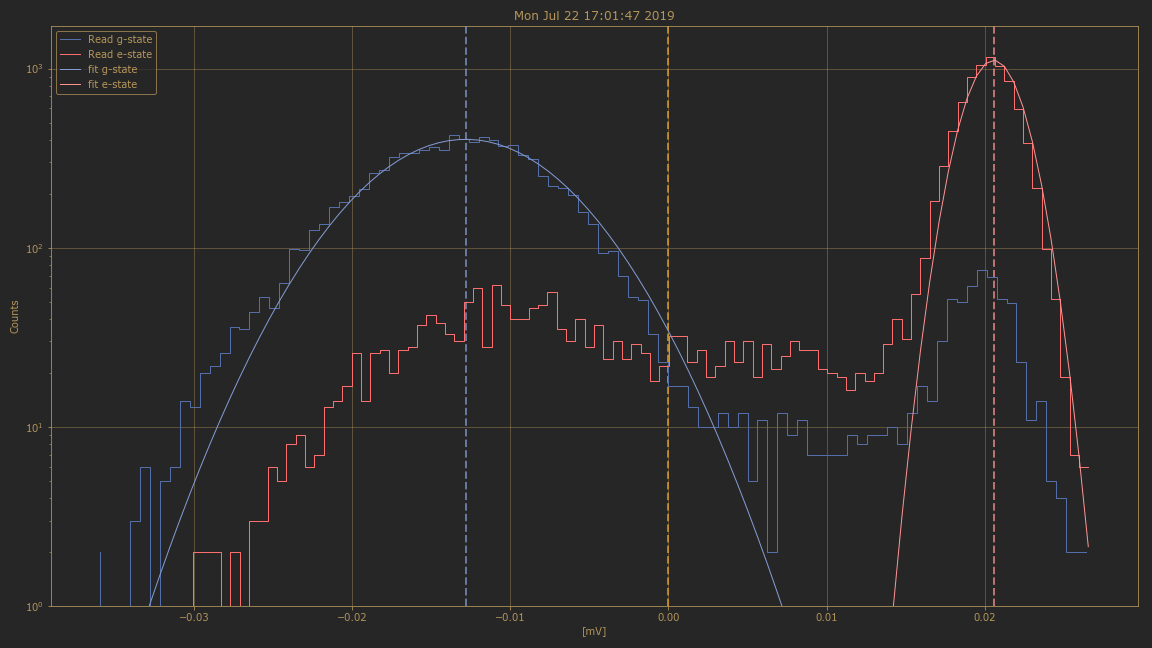 Mon Jul 22 17:01:47 2019
Read g-state
Read e-state
fit g-state
fit e-state
10³
10²
10¹
10⁰
Counts
−0.03 −0.02 −0.01 0.00 0.01 0.02
[mV]